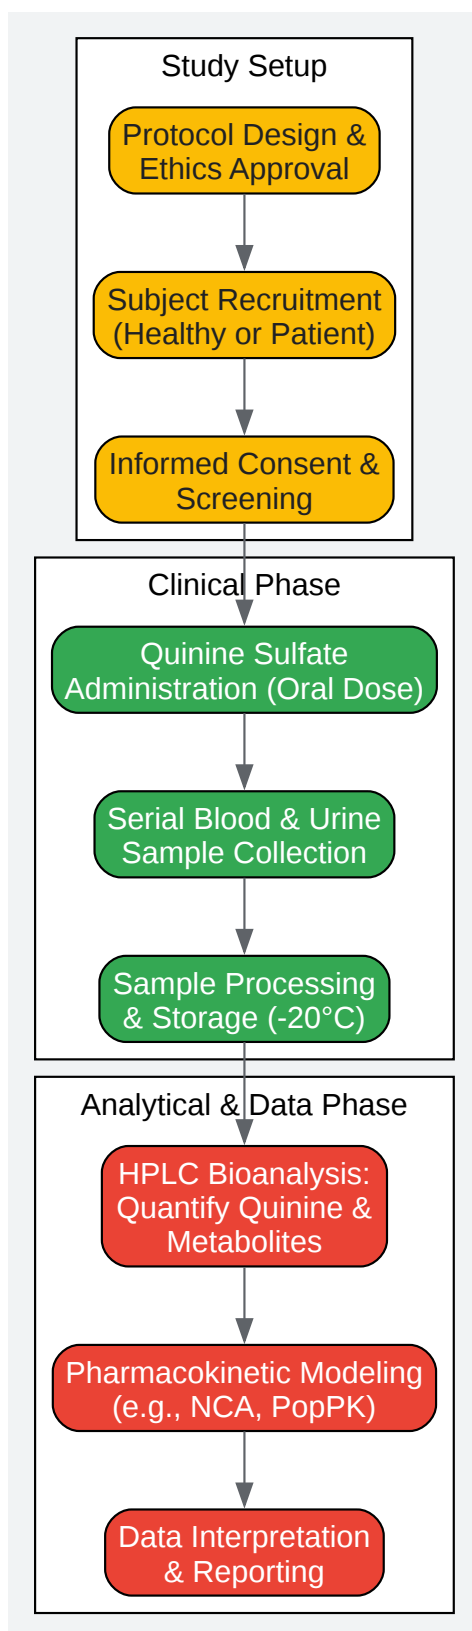 Study Setup
Protocol Design &
Ethics Approval
Subject Recruitment
(Healthy or Patient)
Informed Consent &
Screening
Clinical Phase
Quinine Sulfate
Administration (Oral Dose)
Serial Blood & Urine
Sample Collection
Sample Processing
& Storage (-20°C)
Analytical & Data Phase
HPLC Bioanalysis:
Quantify Quinine &
Metabolites
Pharmacokinetic Modeling
(e.g., NCA, PopPK)
Data Interpretation
& Reporting